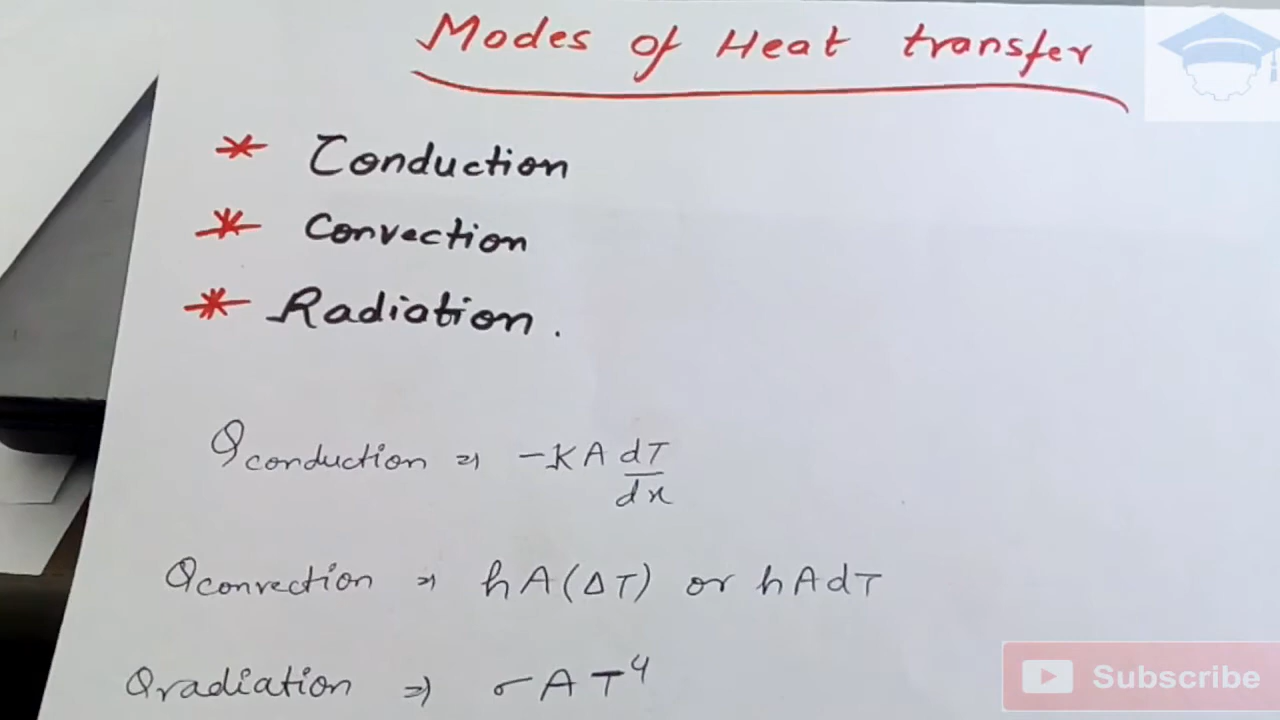 Modes of Heat transfer
* Conduction
* Convection
* Radiation.
Qconduction ⇒ -KA dT/dx
Qconvection ⇒ hA(ΔT) or hAdT
Qradiation ⇒ σAT⁴
Subscribe